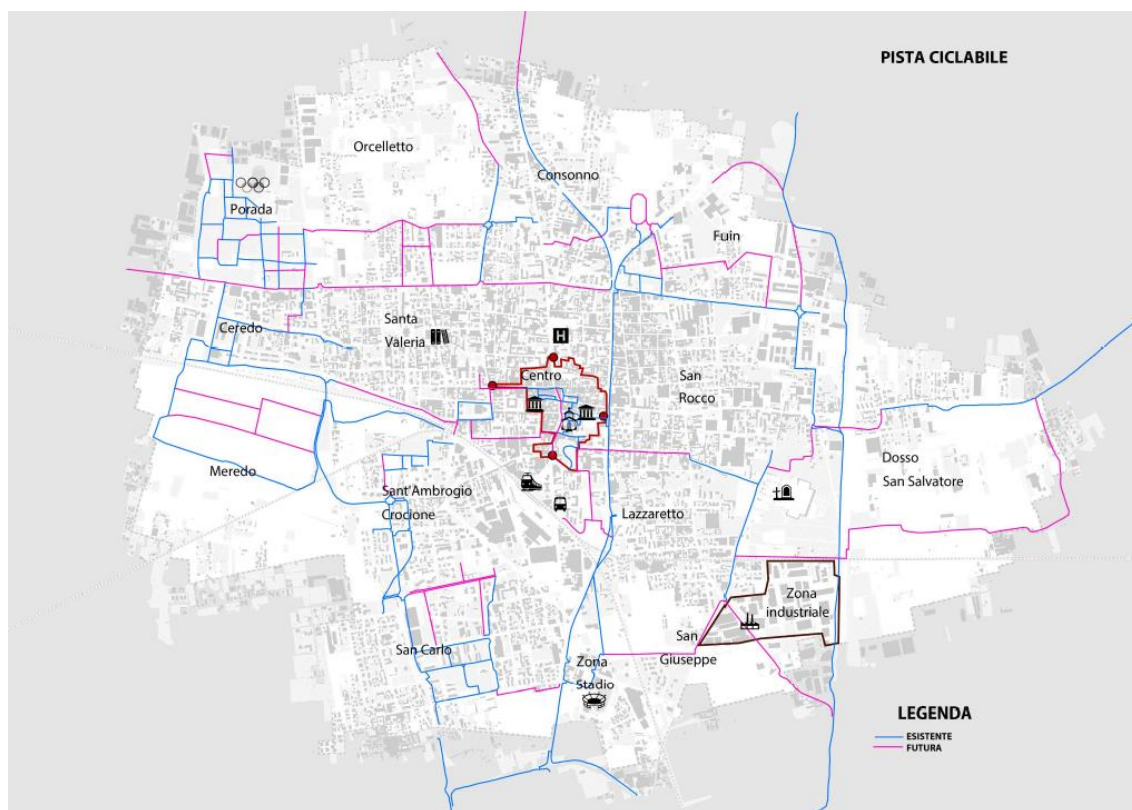 PISTA CICLABILE
Orcelletto
Consonno
Porada
Fuin
Ceredo
Santa
Valeria
H
Centro
San
Rocco
Meredo
Dosso
San Salvatore
Sant'Ambrogio
Crocione
Lazzaretto
Zona
industriale
San Carlo
San
Giuseppe
Zona
Stadio
LEGENDA
ESISTENTE
FUTURA